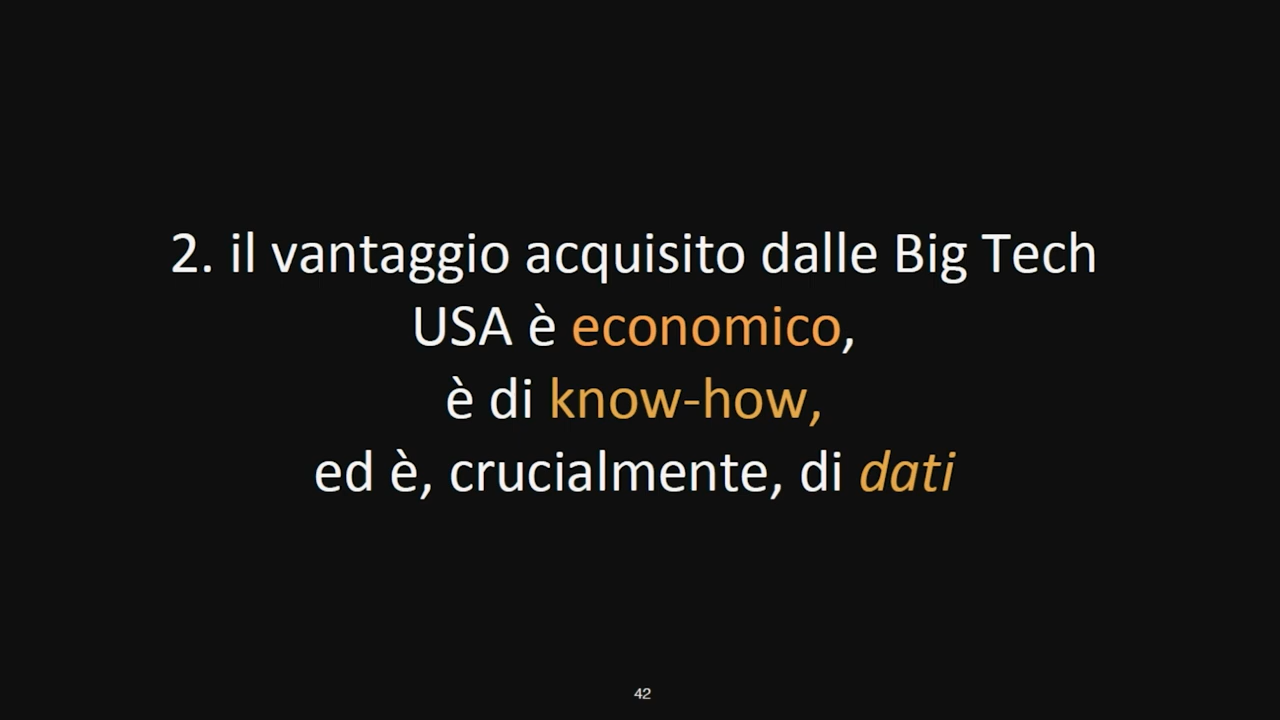 2. il vantaggio acquisito dalle Big Tech
USA è economico,
è di know-how,
ed è, crucialmente, di dati
42